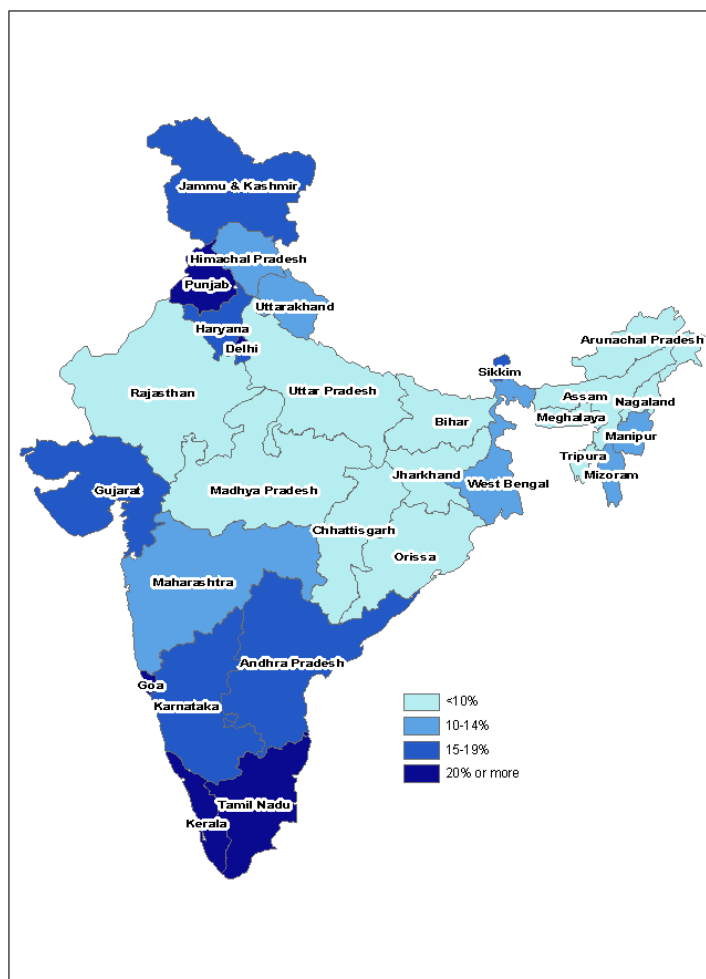 Jammu & Kashmir
Himachal Pradesh
Punjab
Uttarakhand
Haryana
Delhi
Arunachal Pradesh
Sikkim
Rajasthan
Uttar Pradesh
Assam
Nagaland
Bihar
Meghalaya
Manipur
Tripura
Jharkhand
Mizoram
West Bengal
Gujarat
Madhya Pradesh
Chhattisgarh
Orissa
Maharashtra
Andhra Pradesh
Goa
Karnataka
Tamil Nadu
Kerala
<10%
10-14%
15-19%
20% or more